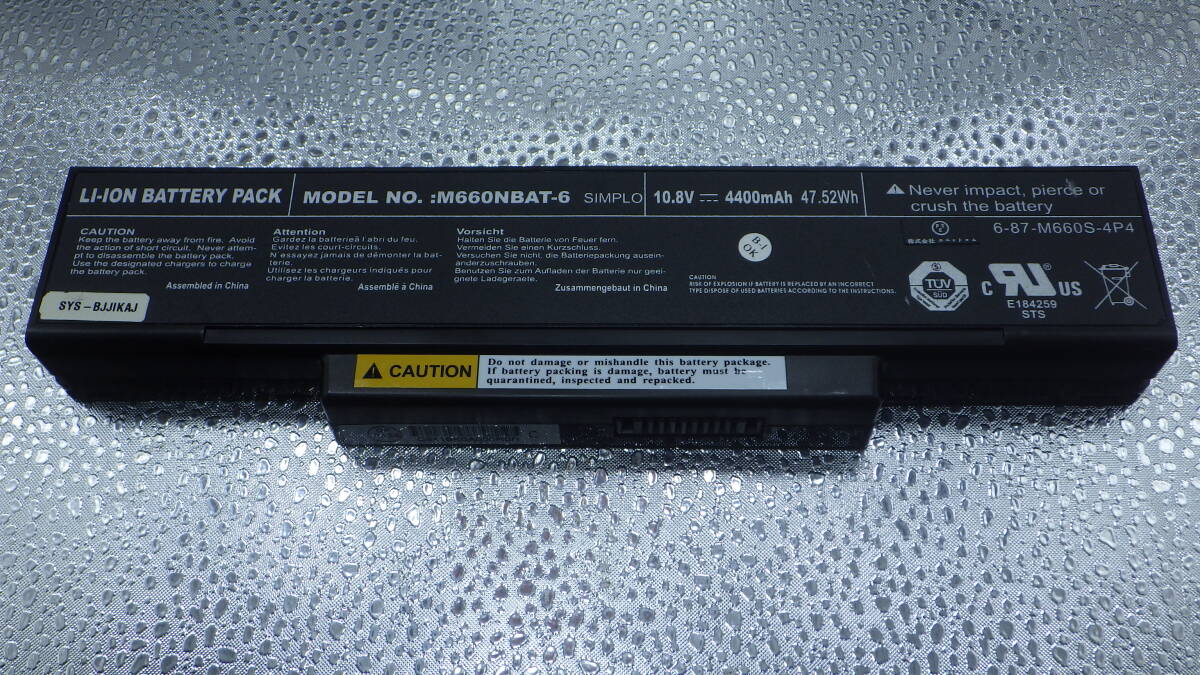 LI-ION BATTERY PACK
MODEL NO. :M660NBAT-6 SIMPLO
10.8V 4400mAh 47.52Wh
Never impact, pierce or
crush the battery
6-87-M660S-4P4
CAUTION
Keep the battery away from fire. Avoid
the action of short circuit. Never attem-
pt to disassemble the battery pack.
Use the designated chargers to charge
the battery pack.
Assembled in China
Attention
Gardez la batterieà l'abri du feu.
Evitez les court-circuits.
N'essayez jamais de démonter la bat-
terie.
Utilisez les chargeurs indiqués pour
charger la batterie.
Assemblé à China
Vorsicht
Halten Sie die Batterie von Feuer fern.
Vermeiden Sie einen Kurzschluss.
Versuchen Sie nicht, die Batteriepackung ausein-
anderzuschrauben.
Benutzen Sie zum Aufladen der Batterie nur geei-
gnete Ladegeraete.
Zusammengebaut in China
B-1
OK
CAUTION
RISK OF EXPLOSION IF BATTERY IS REPLACED BY AN INCORRECT
TYPE DISPOSE OF USED BATTERIES ACCORDING TO THE INSTRUCTIONS.
TUV
SÜD
C RU US
E184259
STS
SYS-BJJIKAJ
CAUTION
Do not damage or mishandle this battery package.
If battery packing is damage, battery must be
quarantined, inspected and repacked.